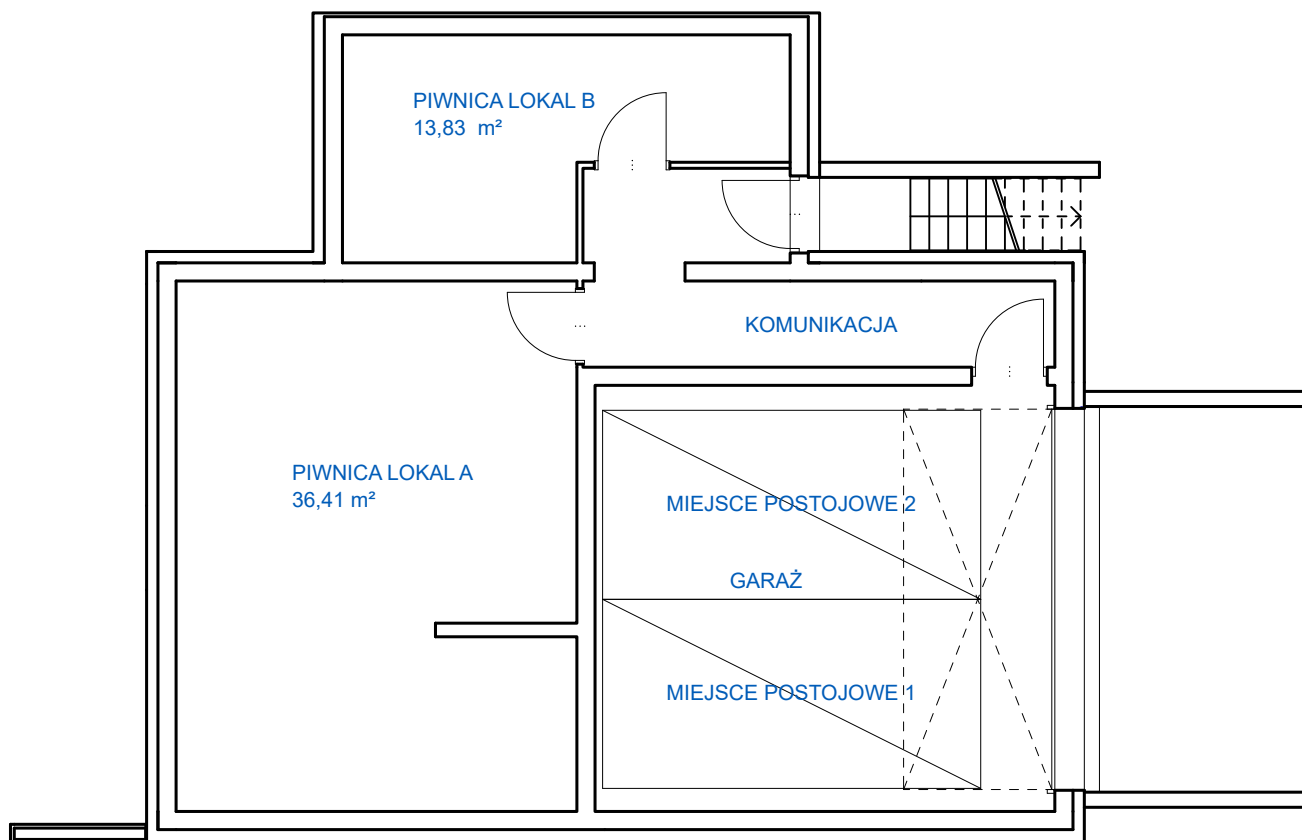 PIWNICA LOKAL B
13,83 m²
KOMUNIKACJA
PIWNICA LOKAL A
36,41 m²
MIEJSCE POSTOJOWE 2
GARAŻ
MIEJSCE POSTOJOWE 1